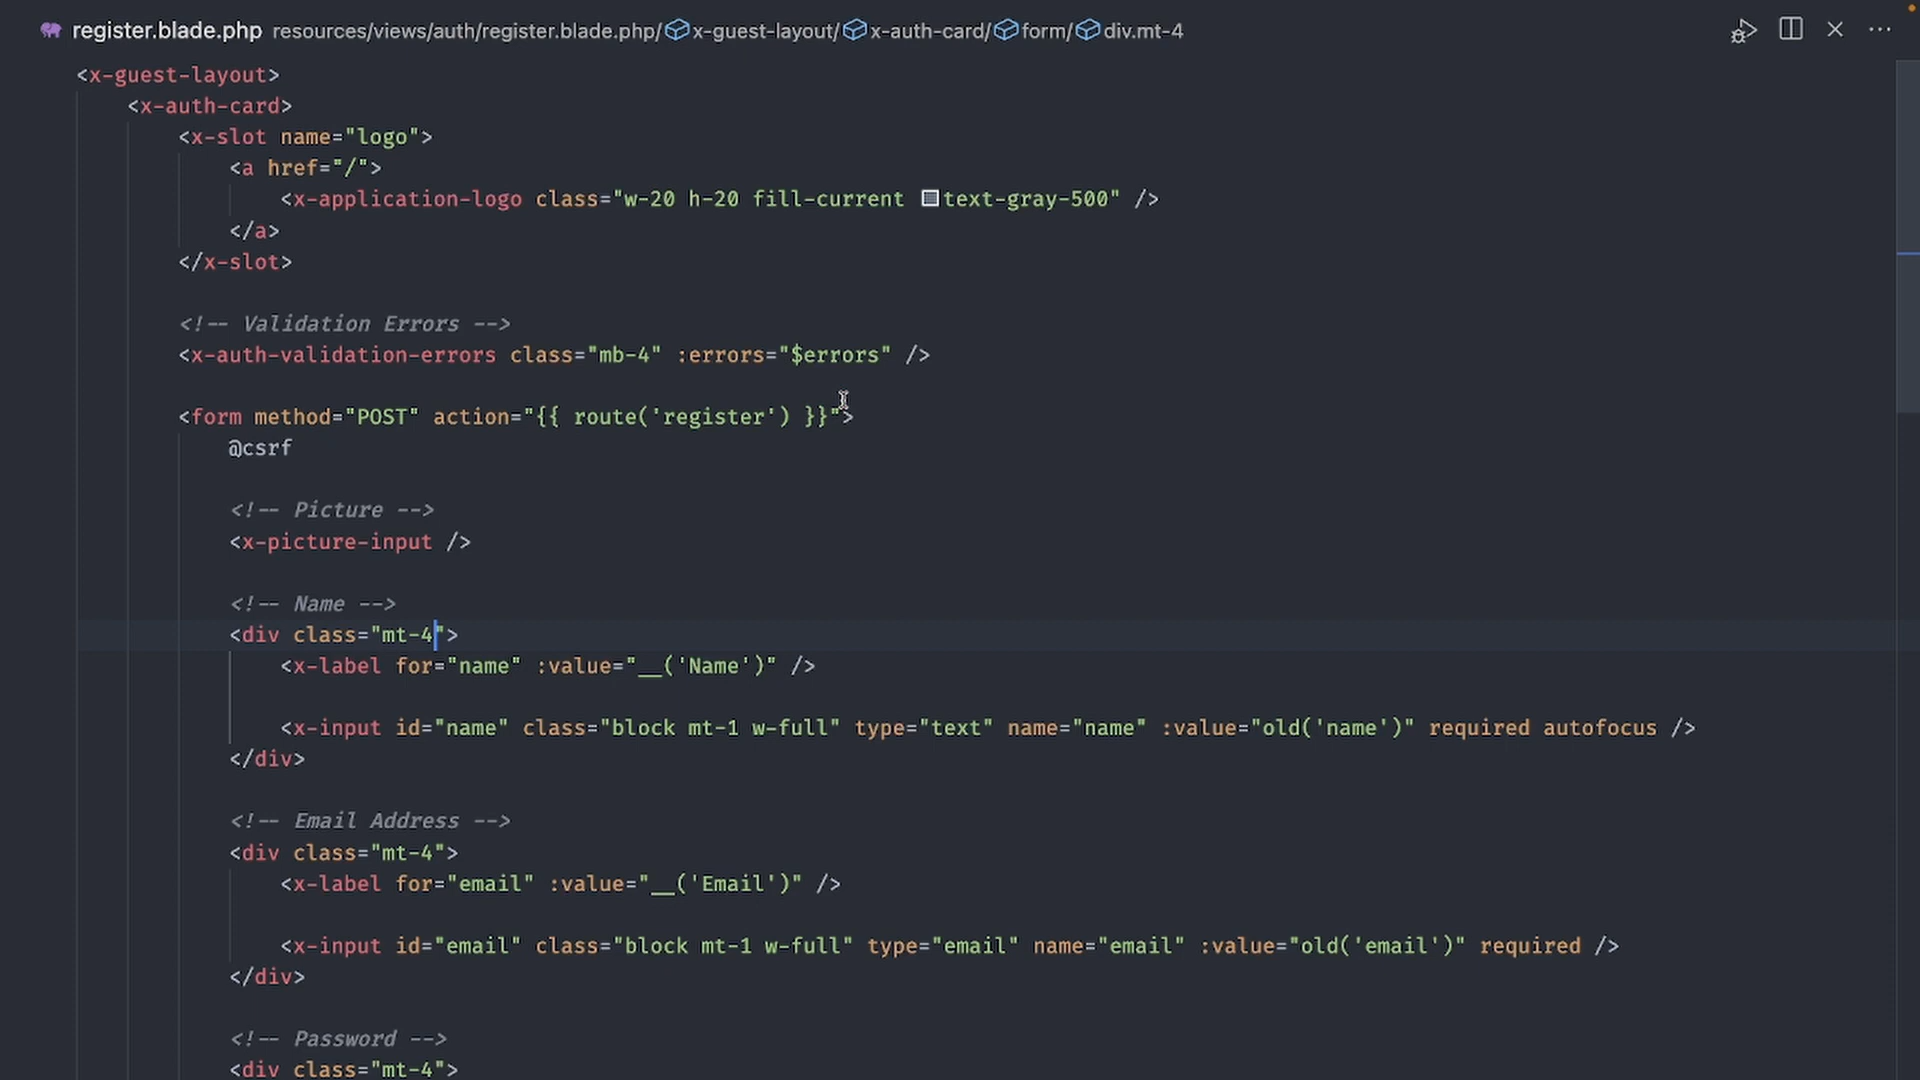 register.blade.php resources/views/auth/register.blade.php/x-guest-layout/x-auth-card/form/div.mt-4
<x-guest-layout>
<x-auth-card>
<x-slot name="logo">
<a href="/">
<x-application-logo class="w-20 h-20 fill-current text-gray-500" />
</a>
</x-slot>
<!-- Validation Errors -->
<x-auth-validation-errors class="mb-4" :errors="$errors" />
<form method="POST" action="{{ route('register') }}">
@csrf
<!-- Picture -->
<x-picture-input />
<!-- Name -->
<div class="mt-4">
<x-label for="name" :value="__('Name')" />
<x-input id="name" class="block mt-1 w-full" type="text" name="name" :value="old('name')" required autofocus />
</div>
<!-- Email Address -->
<div class="mt-4">
<x-label for="email" :value="__('Email')" />
<x-input id="email" class="block mt-1 w-full" type="email" name="email" :value="old('email')" required />
</div>
<!-- Password -->
<div class="mt-4">